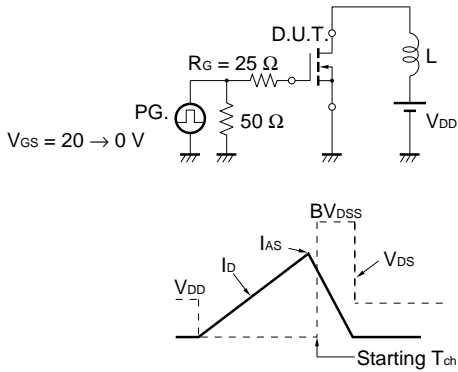 D.U.T.
RG = 25 Ω
L
PG.
50 Ω
VDD
VGS = 20 → 0 V
BVDSS
IAS
ID
VDS
VDD
Starting Tch